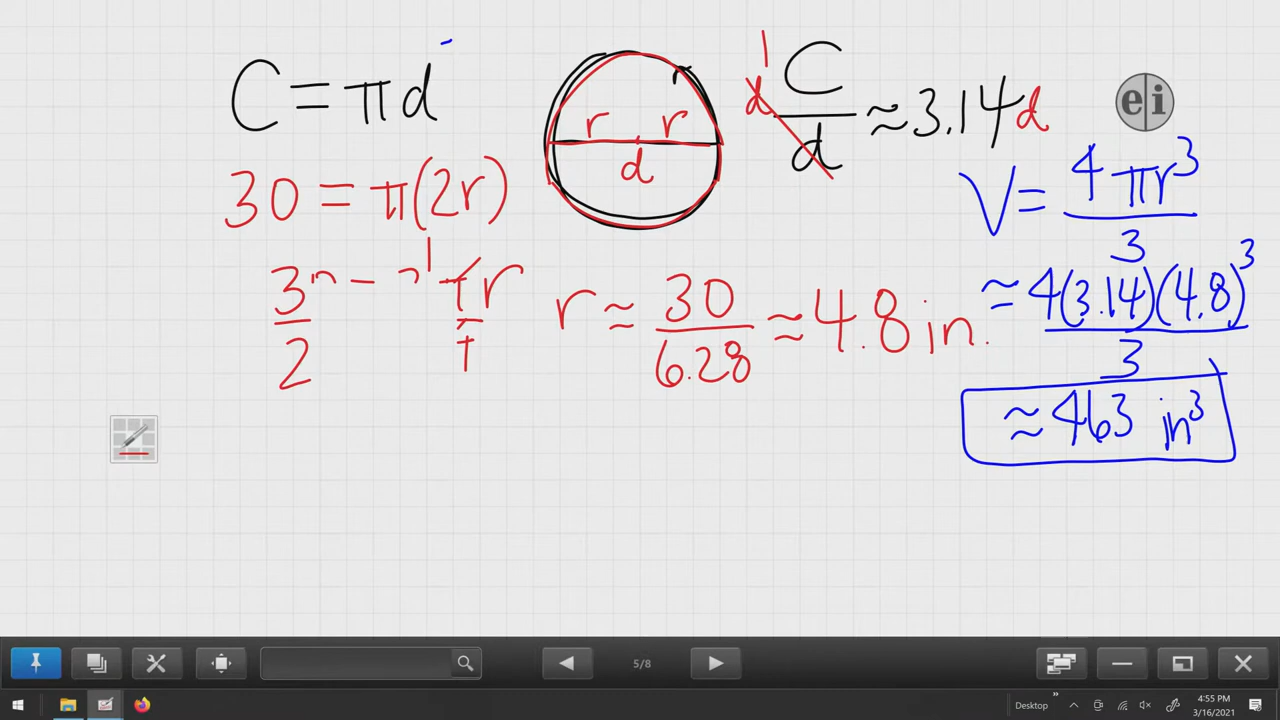 C = πd
r r
d
1
d C/d ≈ 3.14d
e|i
30 = π(2r)
V = 4πr³/3
r ≈ 30/6.28 ≈ 4.8 in.
≈ 4(3.14)(4.8)³/3
≈ 463 in³
5/8
Desktop
4:55 PM
3/16/2021